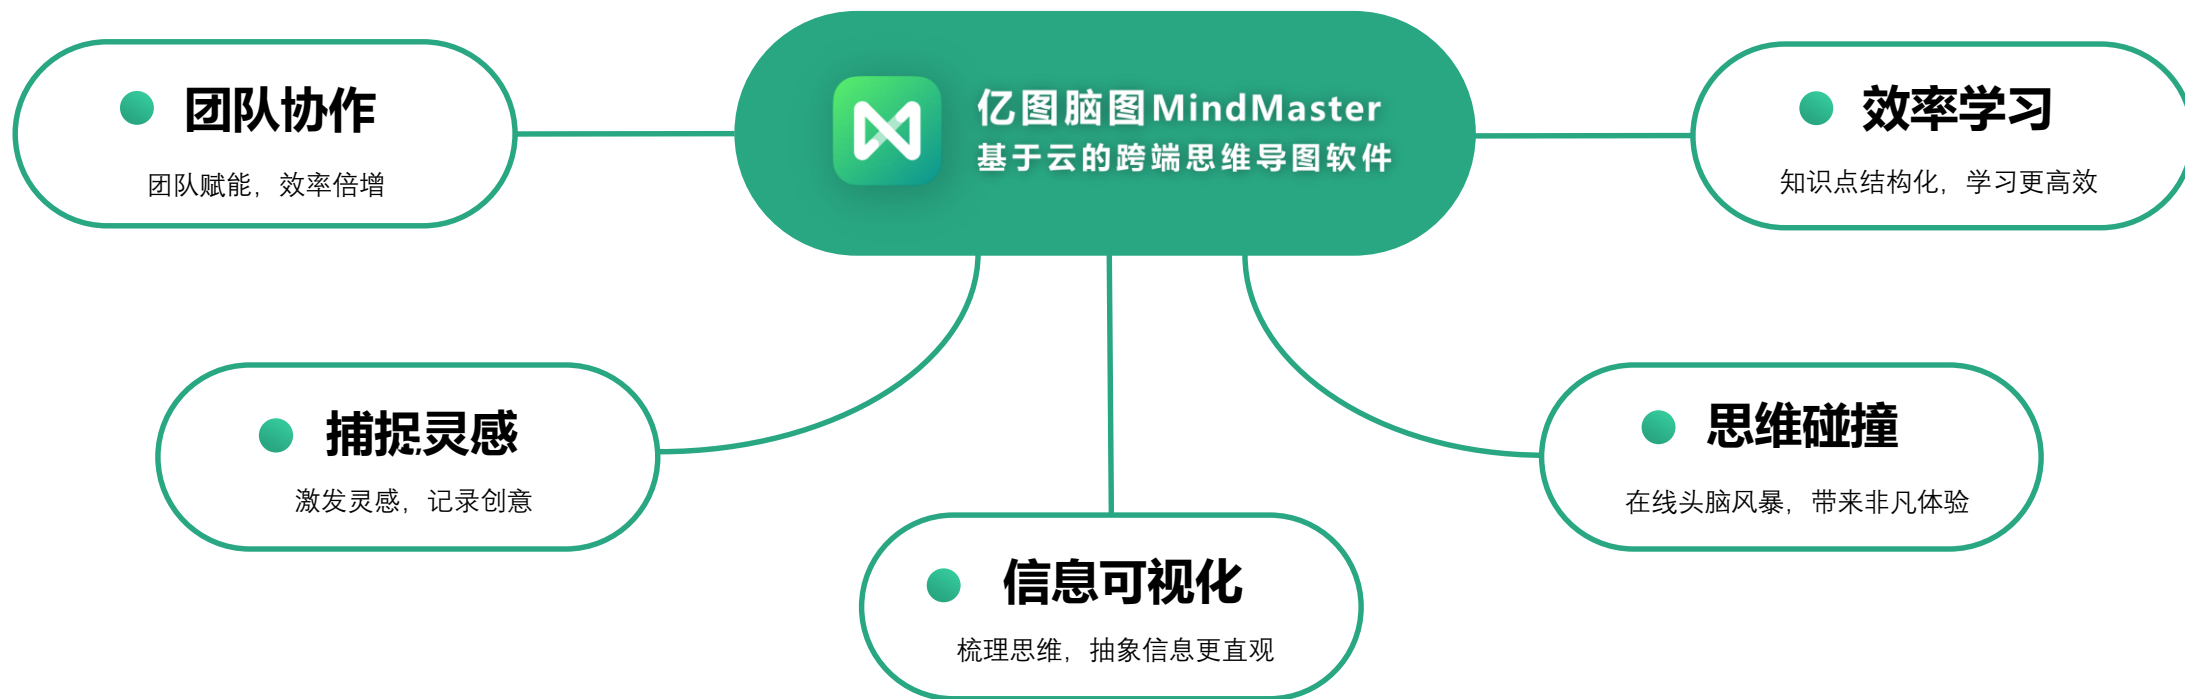 亿图脑图MindMaster
基于云的跨端思维导图软件
团队协作
团队赋能，效率倍增
效率学习
知识点结构化，学习更高效
捕捉灵感
激发灵感，记录创意
思维碰撞
在线头脑风暴，带来非凡体验
信息可视化
梳理思维，抽象信息更直观